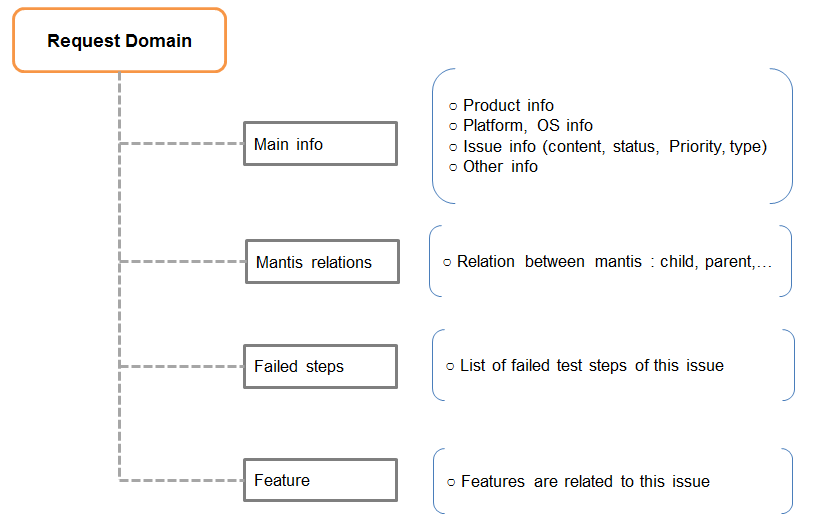 Request Domain
Main info
○ Product info
○ Platform, OS info
○ Issue info (content, status, Priority, type)
○ Other info
Mantis relations
○ Relation between mantis : child, parent,...
Failed steps
○ List of failed test steps of this issue
Feature
○ Features are related to this issue